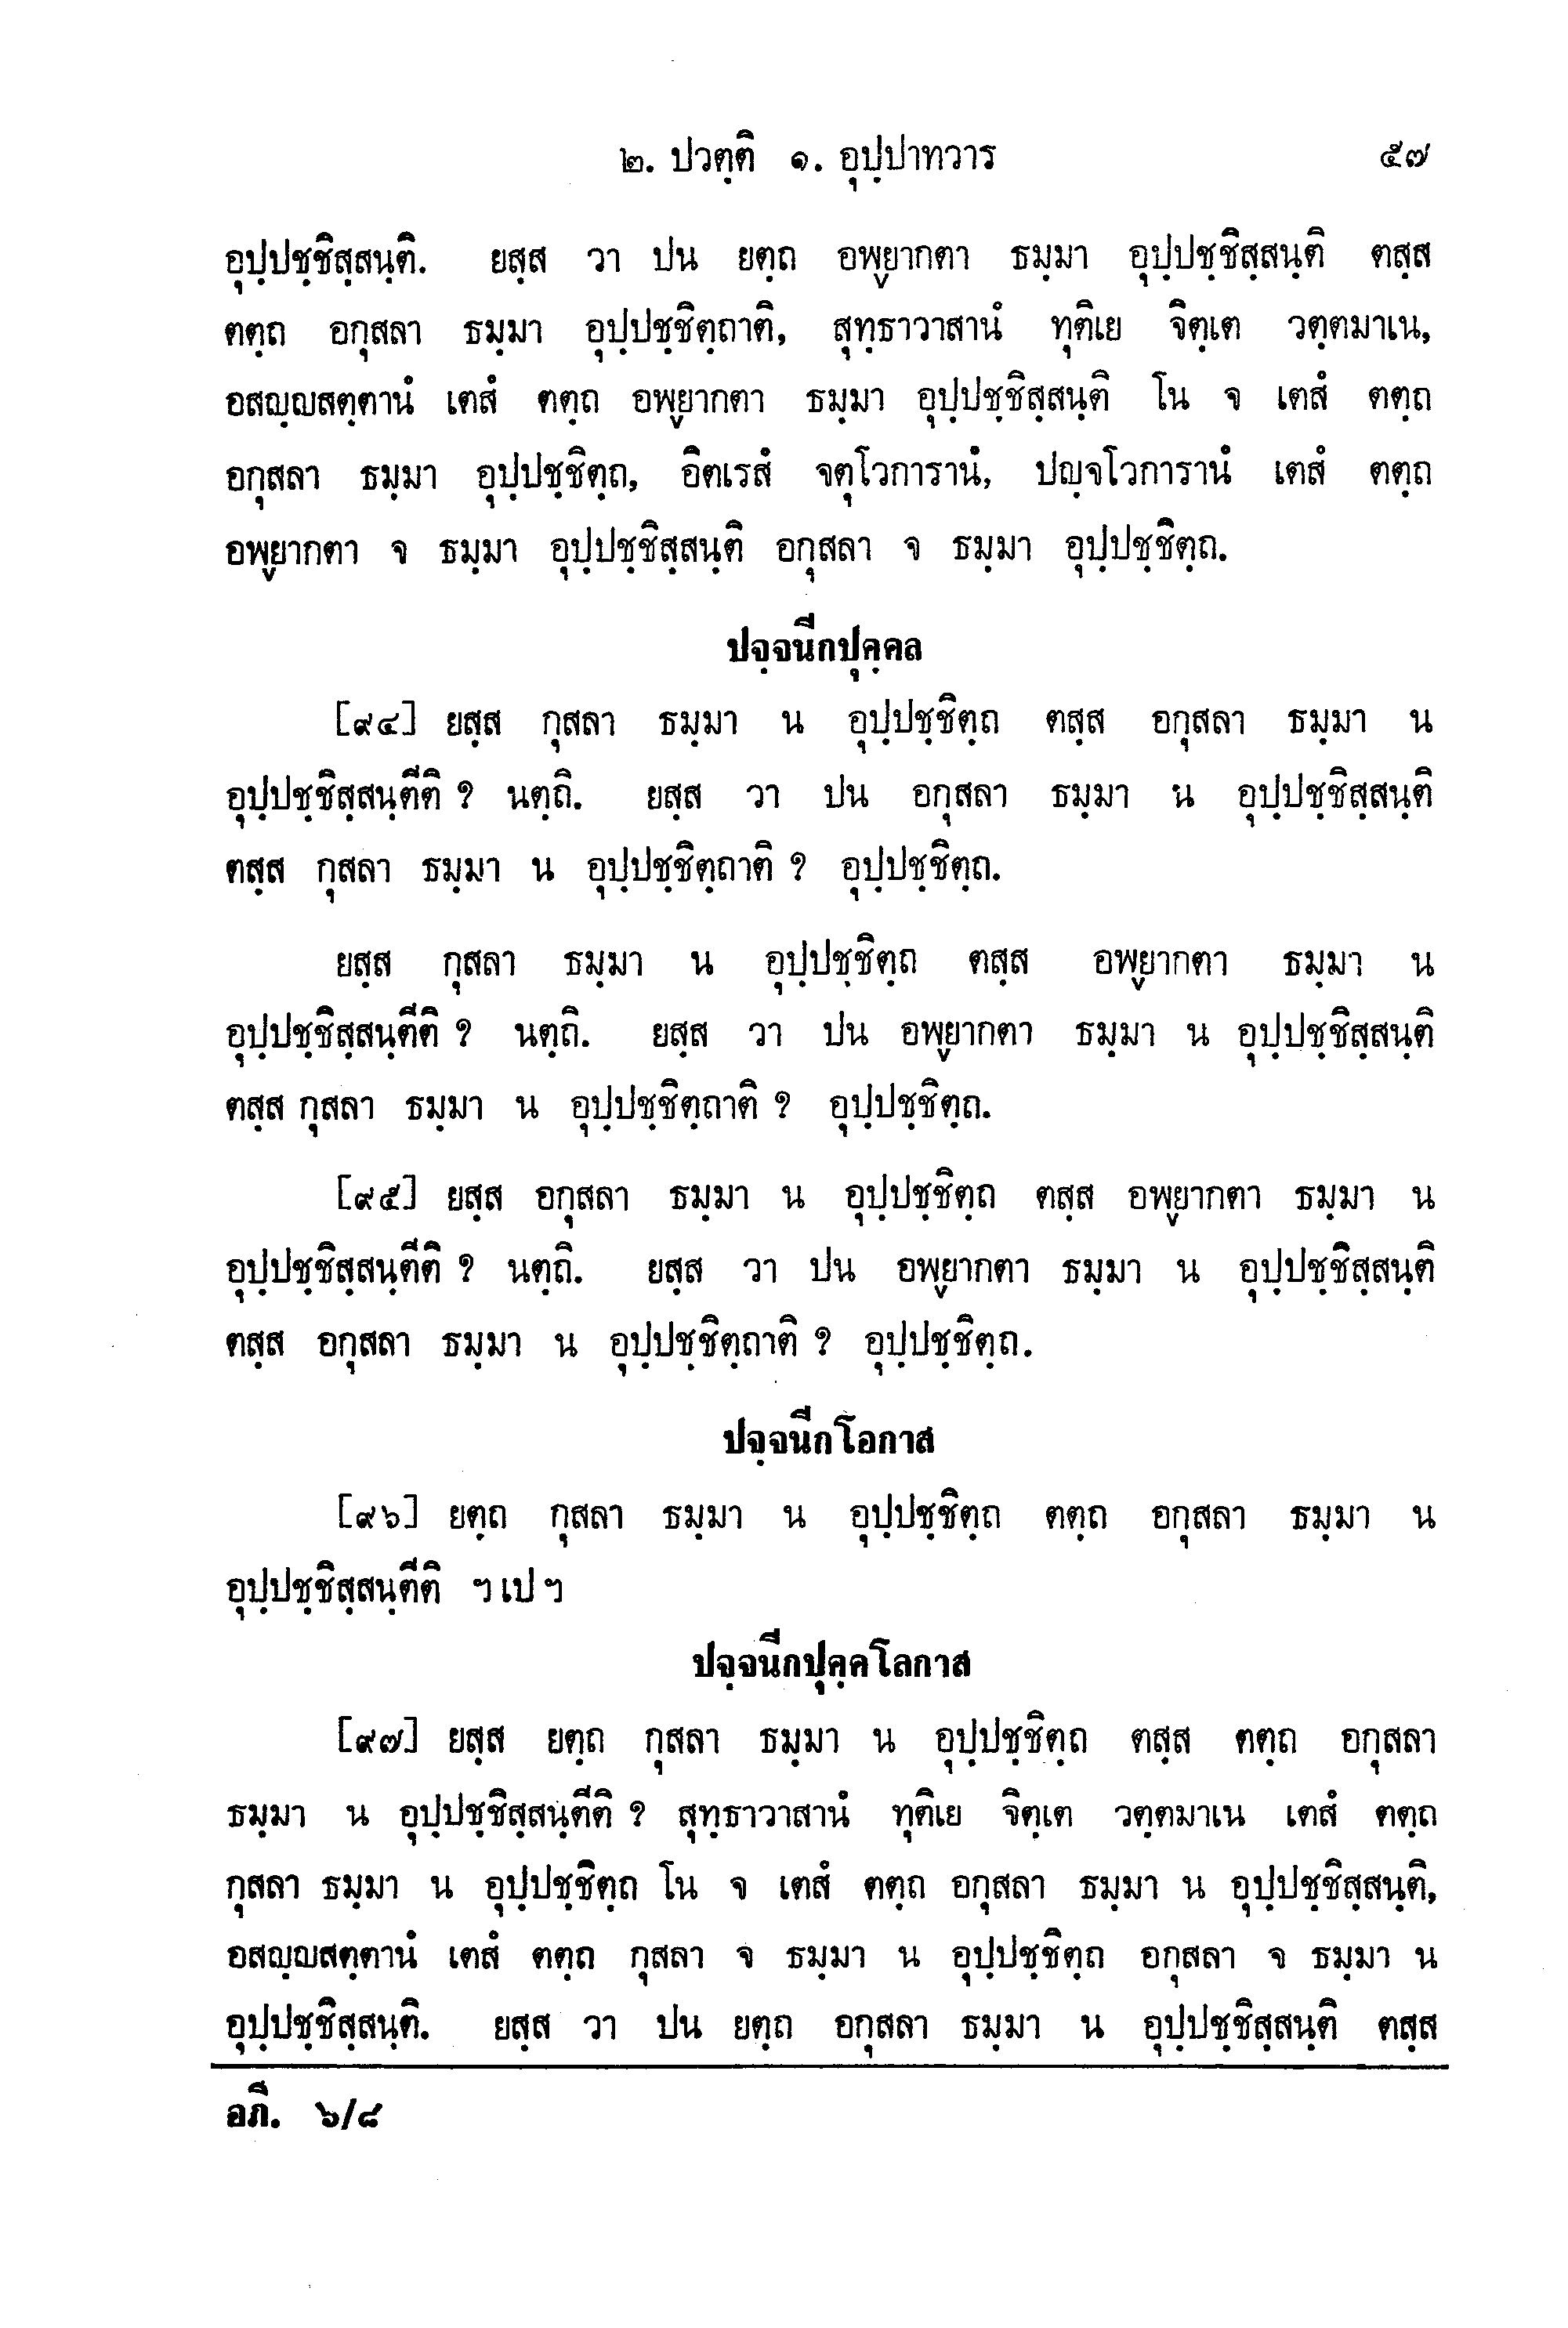 ๒. ปวตฺติ ๑. อุปฺปาทวาร ๕๗
อุปฺปชฺชิสฺสนฺติ. ยสฺส วา ปน ยตฺถ อพฺยากตา ธมฺมา อุปฺปชฺชิสฺสนฺติ ตสฺส
ตตฺถ อกุสลา ธมฺมา อุปฺปชฺชิตฺถาติ, สุทฺธาวาสานํ ทุติเย จิตฺเต วตฺตมาเน,
อสญฺญสตฺตานํ เตสํ ตตฺถ อพฺยากตา ธมฺมา อุปฺปชฺชิสฺสนฺติ โน จ เตสํ ตตฺถ
อกุสลา ธมฺมา อุปฺปชฺชิตฺถ, อิตเรสํ จตุโวการานํ, ปญฺจโวการานํ เตสํ ตตฺถ
อพฺยากตา จ ธมฺมา อุปฺปชฺชิสฺสนฺติ อกุสลา จ ธมฺมา อุปฺปชฺชิตฺถ.
ปจฺจนีกปุคฺคล
[๙๔] ยสฺส กุสลา ธมฺมา น อุปฺปชฺชิตฺถ ตสฺส อกุสลา ธมฺมา น
อุปฺปชฺชิสฺสนฺตีติ ? นตฺถิ. ยสฺส วา ปน อกุสลา ธมฺมา น อุปฺปชฺชิสฺสนฺติ
ตสฺส กุสลา ธมฺมา น อุปฺปชฺชิตฺถาติ ? อุปฺปชฺชิตฺถ.
ยสฺส กุสลา ธมฺมา น อุปฺปชฺชิตฺถ ตสฺส อพฺยากตา ธมฺมา น
อุปฺปชฺชิสฺสนฺตีติ ? นตฺถิ. ยสฺส วา ปน อพฺยากตา ธมฺมา น อุปฺปชฺชิสฺสนฺติ
ตสฺส กุสลา ธมฺมา น อุปฺปชฺชิตฺถาติ ? อุปฺปชฺชิตฺถ.
[๙๕] ยสฺส อกุสลา ธมฺมา น อุปฺปชฺชิตฺถ ตสฺส อพฺยากตา ธมฺมา น
อุปฺปชฺชิสฺสนฺตีติ ? นตฺถิ. ยสฺส วา ปน อพฺยากตา ธมฺมา น อุปฺปชฺชิสฺสนฺติ
ตสฺส อกุสลา ธมฺมา น อุปฺปชฺชิตฺถาติ ? อุปฺปชฺชิตฺถ.
ปจฺจนีกโอกาส
[๙๖] ยตฺถ กุสลา ธมฺมา น อุปฺปชฺชิตฺถ ตตฺถ อกุสลา ธมฺมา น
อุปฺปชฺชิสฺสนฺตีติ ฯ เป ฯ
ปจฺจนีกปุคฺคโลกาส
[๙๗] ยสฺส ยตฺถ กุสลา ธมฺมา น อุปฺปชฺชิตฺถ ตสฺส ตตฺถ อกุสลา
ธมฺมา น อุปฺปชฺชิสฺสนฺตีติ ? สุทฺธาวาสานํ ทุติเย จิตฺเต วตฺตมาเน เตสํ ตตฺถ
กุสลา ธมฺมา น อุปฺปชฺชิตฺถ โน จ เตสํ ตตฺถ อกุสลา ธมฺมา น อุปฺปชฺชิสฺสนฺติ,
อสญฺญสตฺตานํ เตสํ ตตฺถ กุสลา จ ธมฺมา น อุปฺปชฺชิตฺถ อกุสลา จ ธมฺมา น
อุปฺปชฺชิสฺสนฺติ. ยสฺส วา ปน ยตฺถ อกุสลา ธมฺมา น อุปฺปชฺชิสฺสนฺติ ตสฺส
อภิ. ๖/๘